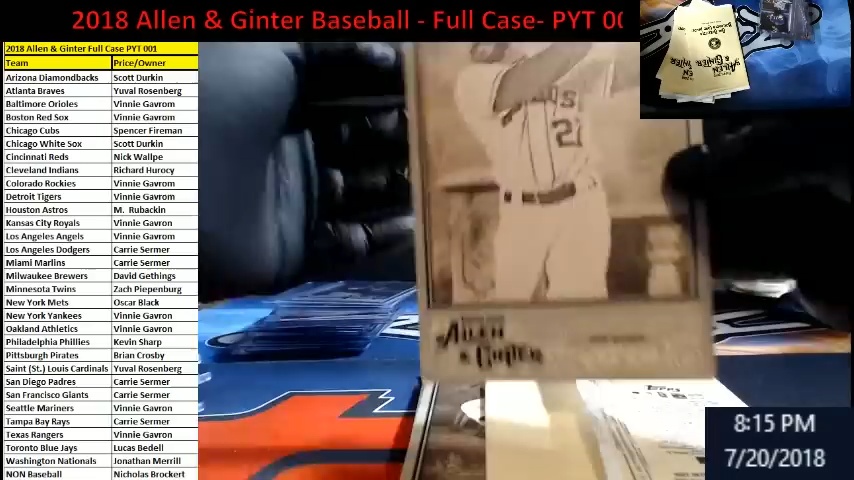 2018 Allen & Ginter Baseball - Full Case- PYT 00
2018 Allen & Ginter Full Case PYT 001
Team Price/Owner
Arizona Diamondbacks Scott Durkin
Atlanta Braves Yuval Rosenberg
Baltimore Orioles Vinnie Gavrom
Boston Red Sox Vinnie Gavrom
Chicago Cubs Spencer Fireman
Chicago White Sox Scott Durkin
Cincinnati Reds Nick Wallpe
Cleveland Indians Richard Hurocy
Colorado Rockies Vinnie Gavrom
Detroit Tigers Vinnie Gavrom
Houston Astros M. Rubackin
Kansas City Royals Vinnie Gavron
Los Angeles Angels Vinnie Gavrom
Los Angeles Dodgers Carrie Sermer
Miami Marlins Carrie Sermer
Milwaukee Brewers David Gethings
Minnesota Twins Zach Piepenburg
New York Mets Oscar Black
New York Yankees Vinnie Gavron
Oakland Athletics Vinnie Gavron
Philadelphia Phillies Kevin Sharp
Pittsburgh Pirates Brian Crosby
Saint (St.) Louis Cardinals Yuval Rosenberg
San Diego Padres Carrie Sermer
San Francisco Giants Carrie Sermer
Seattle Mariners Vinnie Gavron
Tampa Bay Rays Carrie Sermer
Texas Rangers Vinnie Gavron
Toronto Blue Jays Lucas Bedell
Washington Nationals Jonathan Merrill
NON Baseball Nicholas Brockert
Allen
& Ginter
Topps
Allen
& Ginter
8:15 PM
7/20/2018